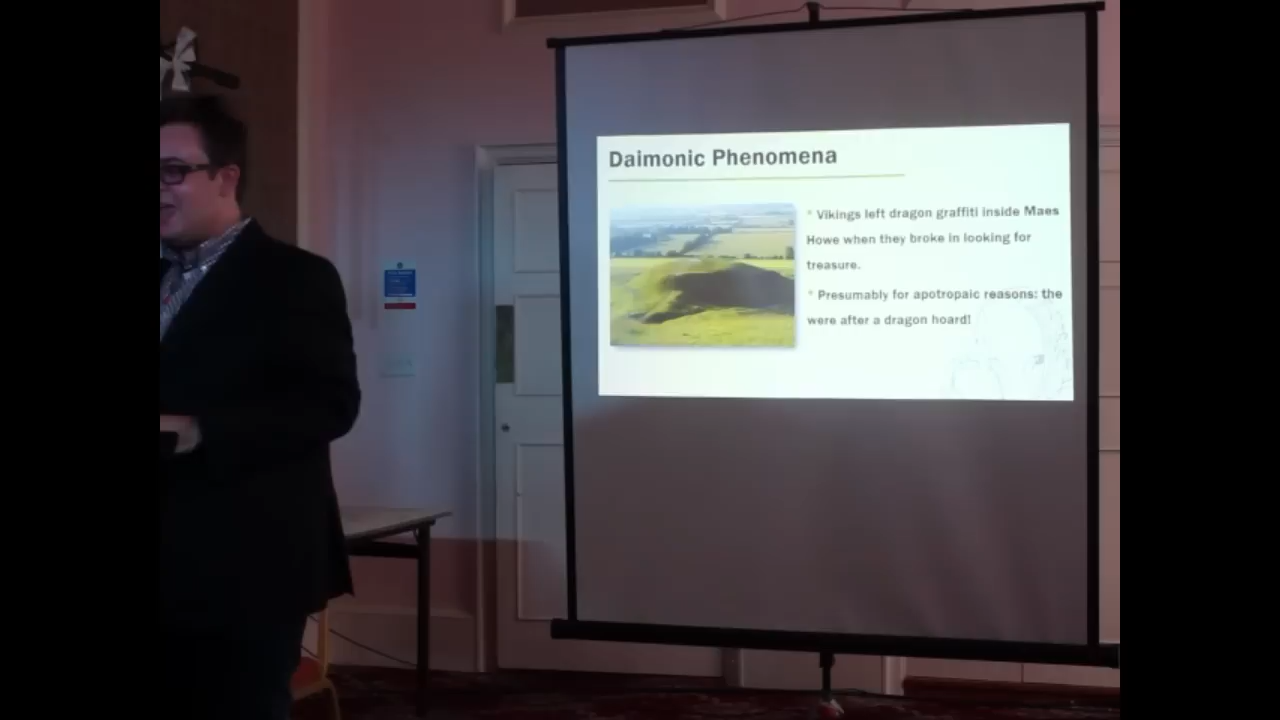 Daimonic Phenomena
* Vikings left dragon graffiti inside Maes
Howe when they broke in looking for
treasure.
* Presumably for apotropaic reasons: the
were after a dragon hoard!